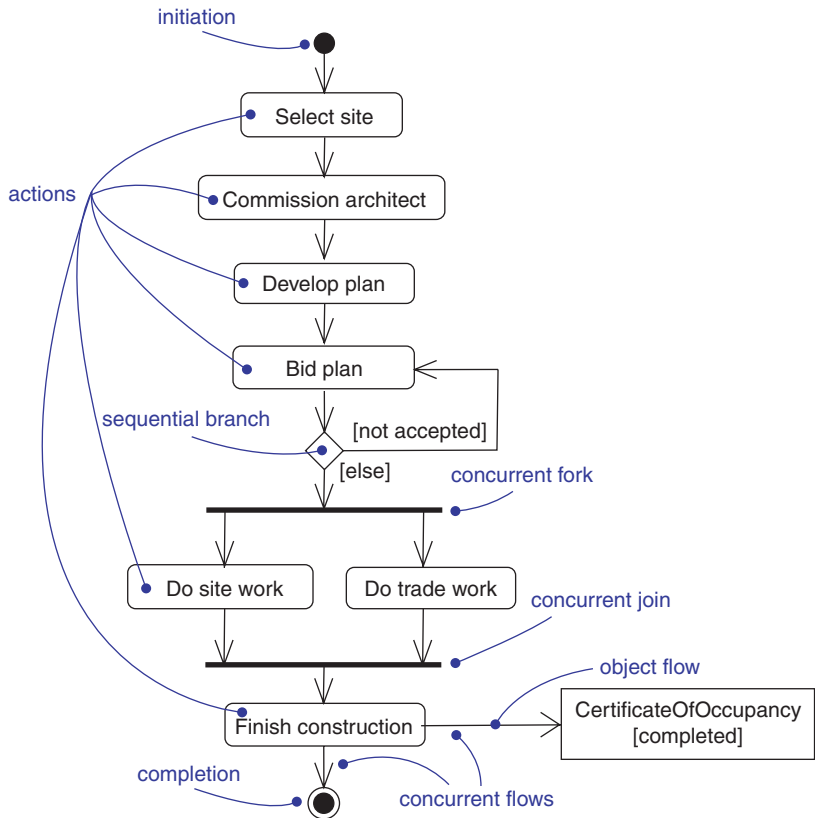 initiation
Select site
actions
Commission architect
Develop plan
Bid plan
sequential branch
[not accepted]
[else]
concurrent fork
Do site work
Do trade work
concurrent join
object flow
CertificateOfOccupancy
[completed]
Finish construction
completion
concurrent flows